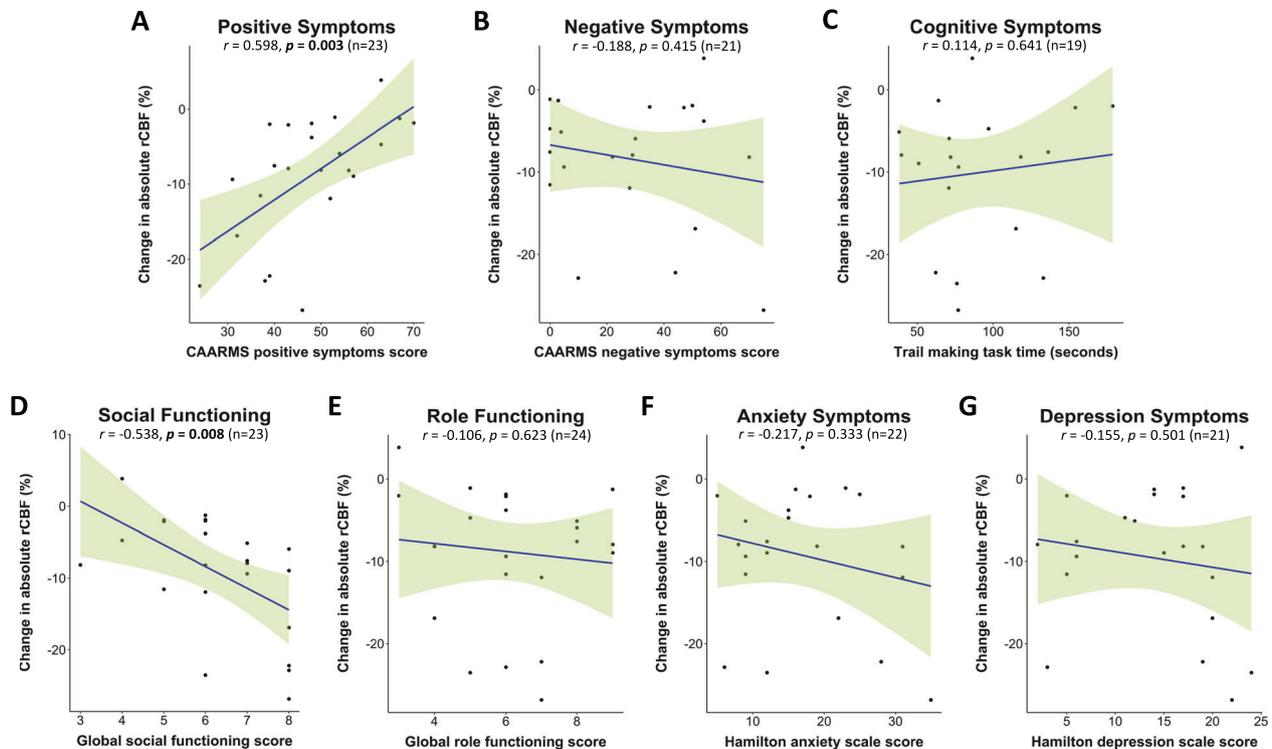 A
Positive Symptoms
r = 0.598, p = 0.003 (n=23)
Change in absolute rCBF (%)
0
-10
-20
30 40 50 60 70
CAARMS positive symptoms score
B
Negative Symptoms
r = -0.188, p = 0.415 (n=21)
Change in absolute rCBF (%)
0
-10
-20
0 20 40 60
CAARMS negative symptoms score
C
Cognitive Symptoms
r = 0.114, p = 0.641 (n=19)
Change in absolute rCBF (%)
0
-10
-20
50 100 150
Trail making task time (seconds)
D
Social Functioning
r = -0.538, p = 0.008 (n=23)
Change in absolute rCBF (%)
10
0
-10
-20
3 4 5 6 7 8
Global social functioning score
E
Role Functioning
r = -0.106, p = 0.623 (n=24)
Change in absolute rCBF (%)
0
-10
-20
4 6 8
Global role functioning score
F
Anxiety Symptoms
r = -0.217, p = 0.333 (n=22)
Change in absolute rCBF (%)
0
-10
-20
10 20 30
Hamilton anxiety scale score
G
Depression Symptoms
r = -0.155, p = 0.501 (n=21)
Change in absolute rCBF (%)
0
-10
-20
5 10 15 20 25
Hamilton depression scale score